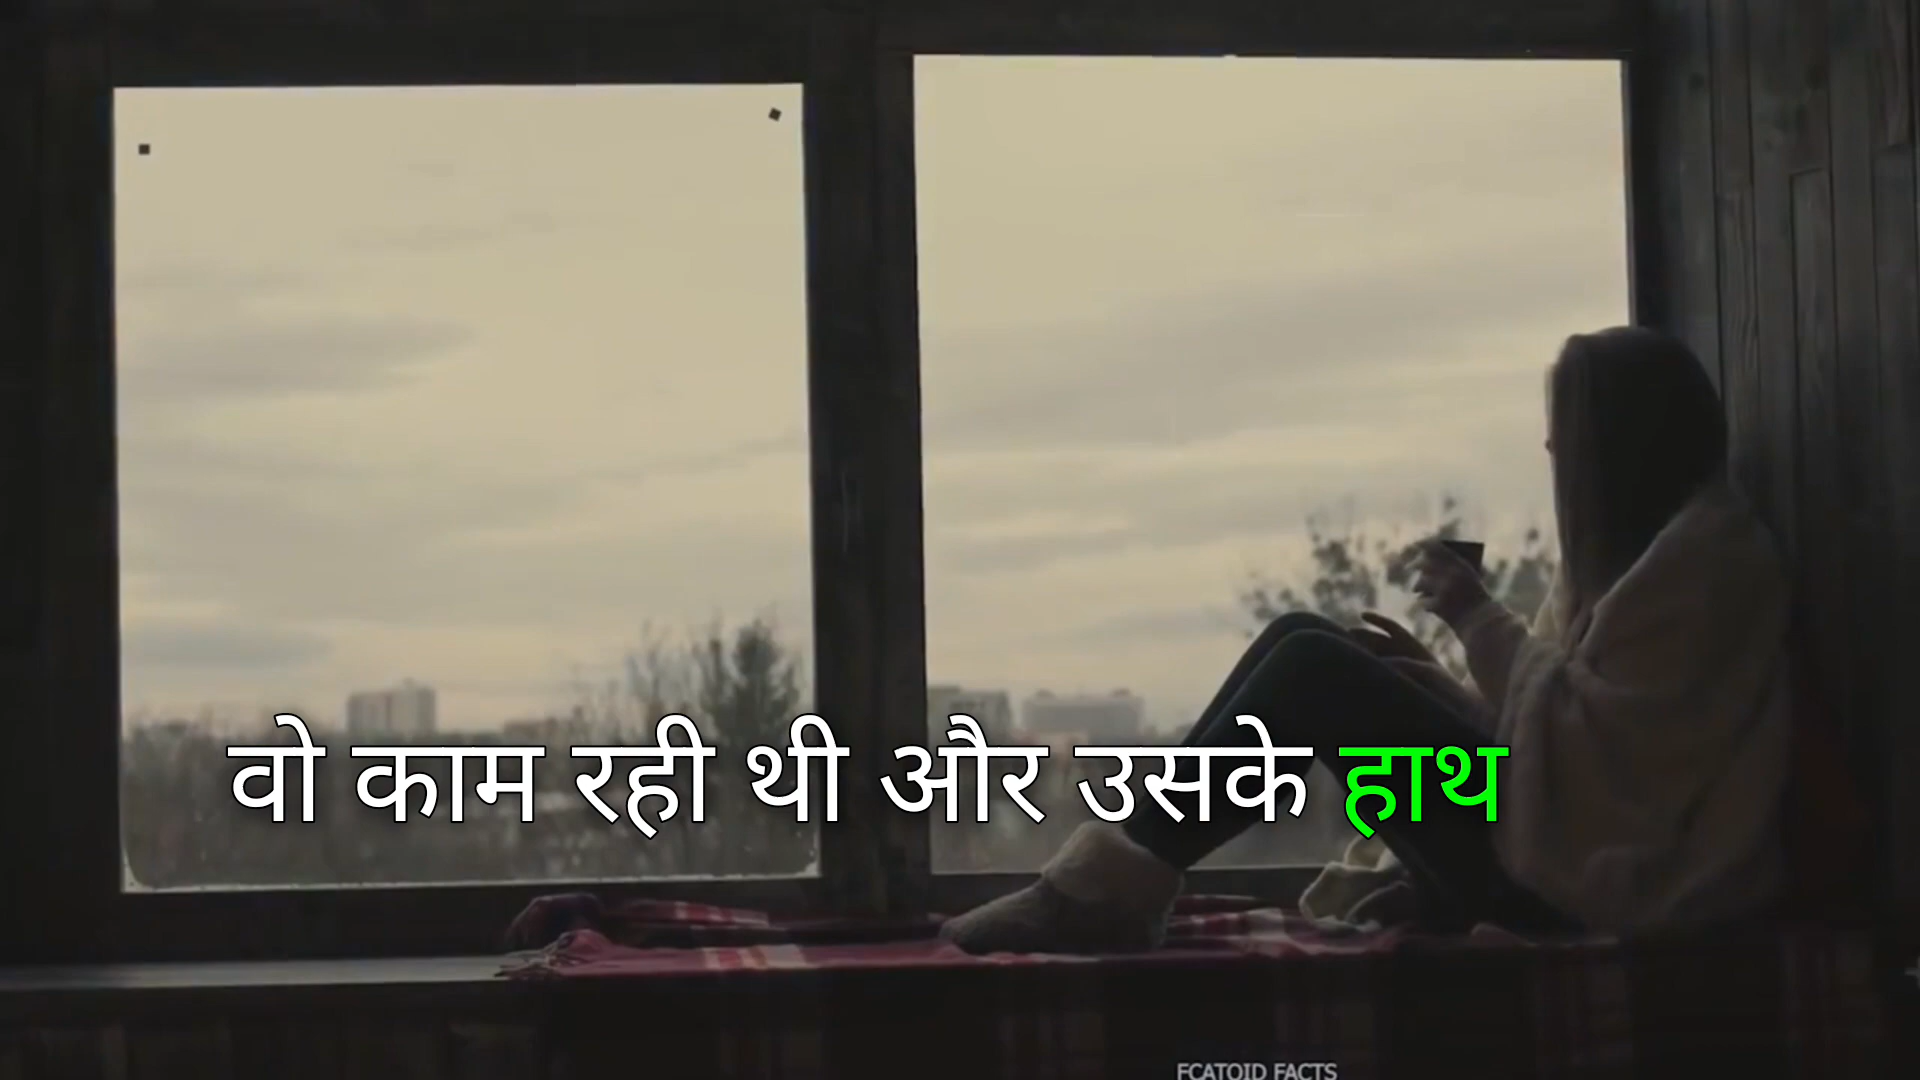 वो काम रही थी और उसके हाथ
FCATOID FACTS